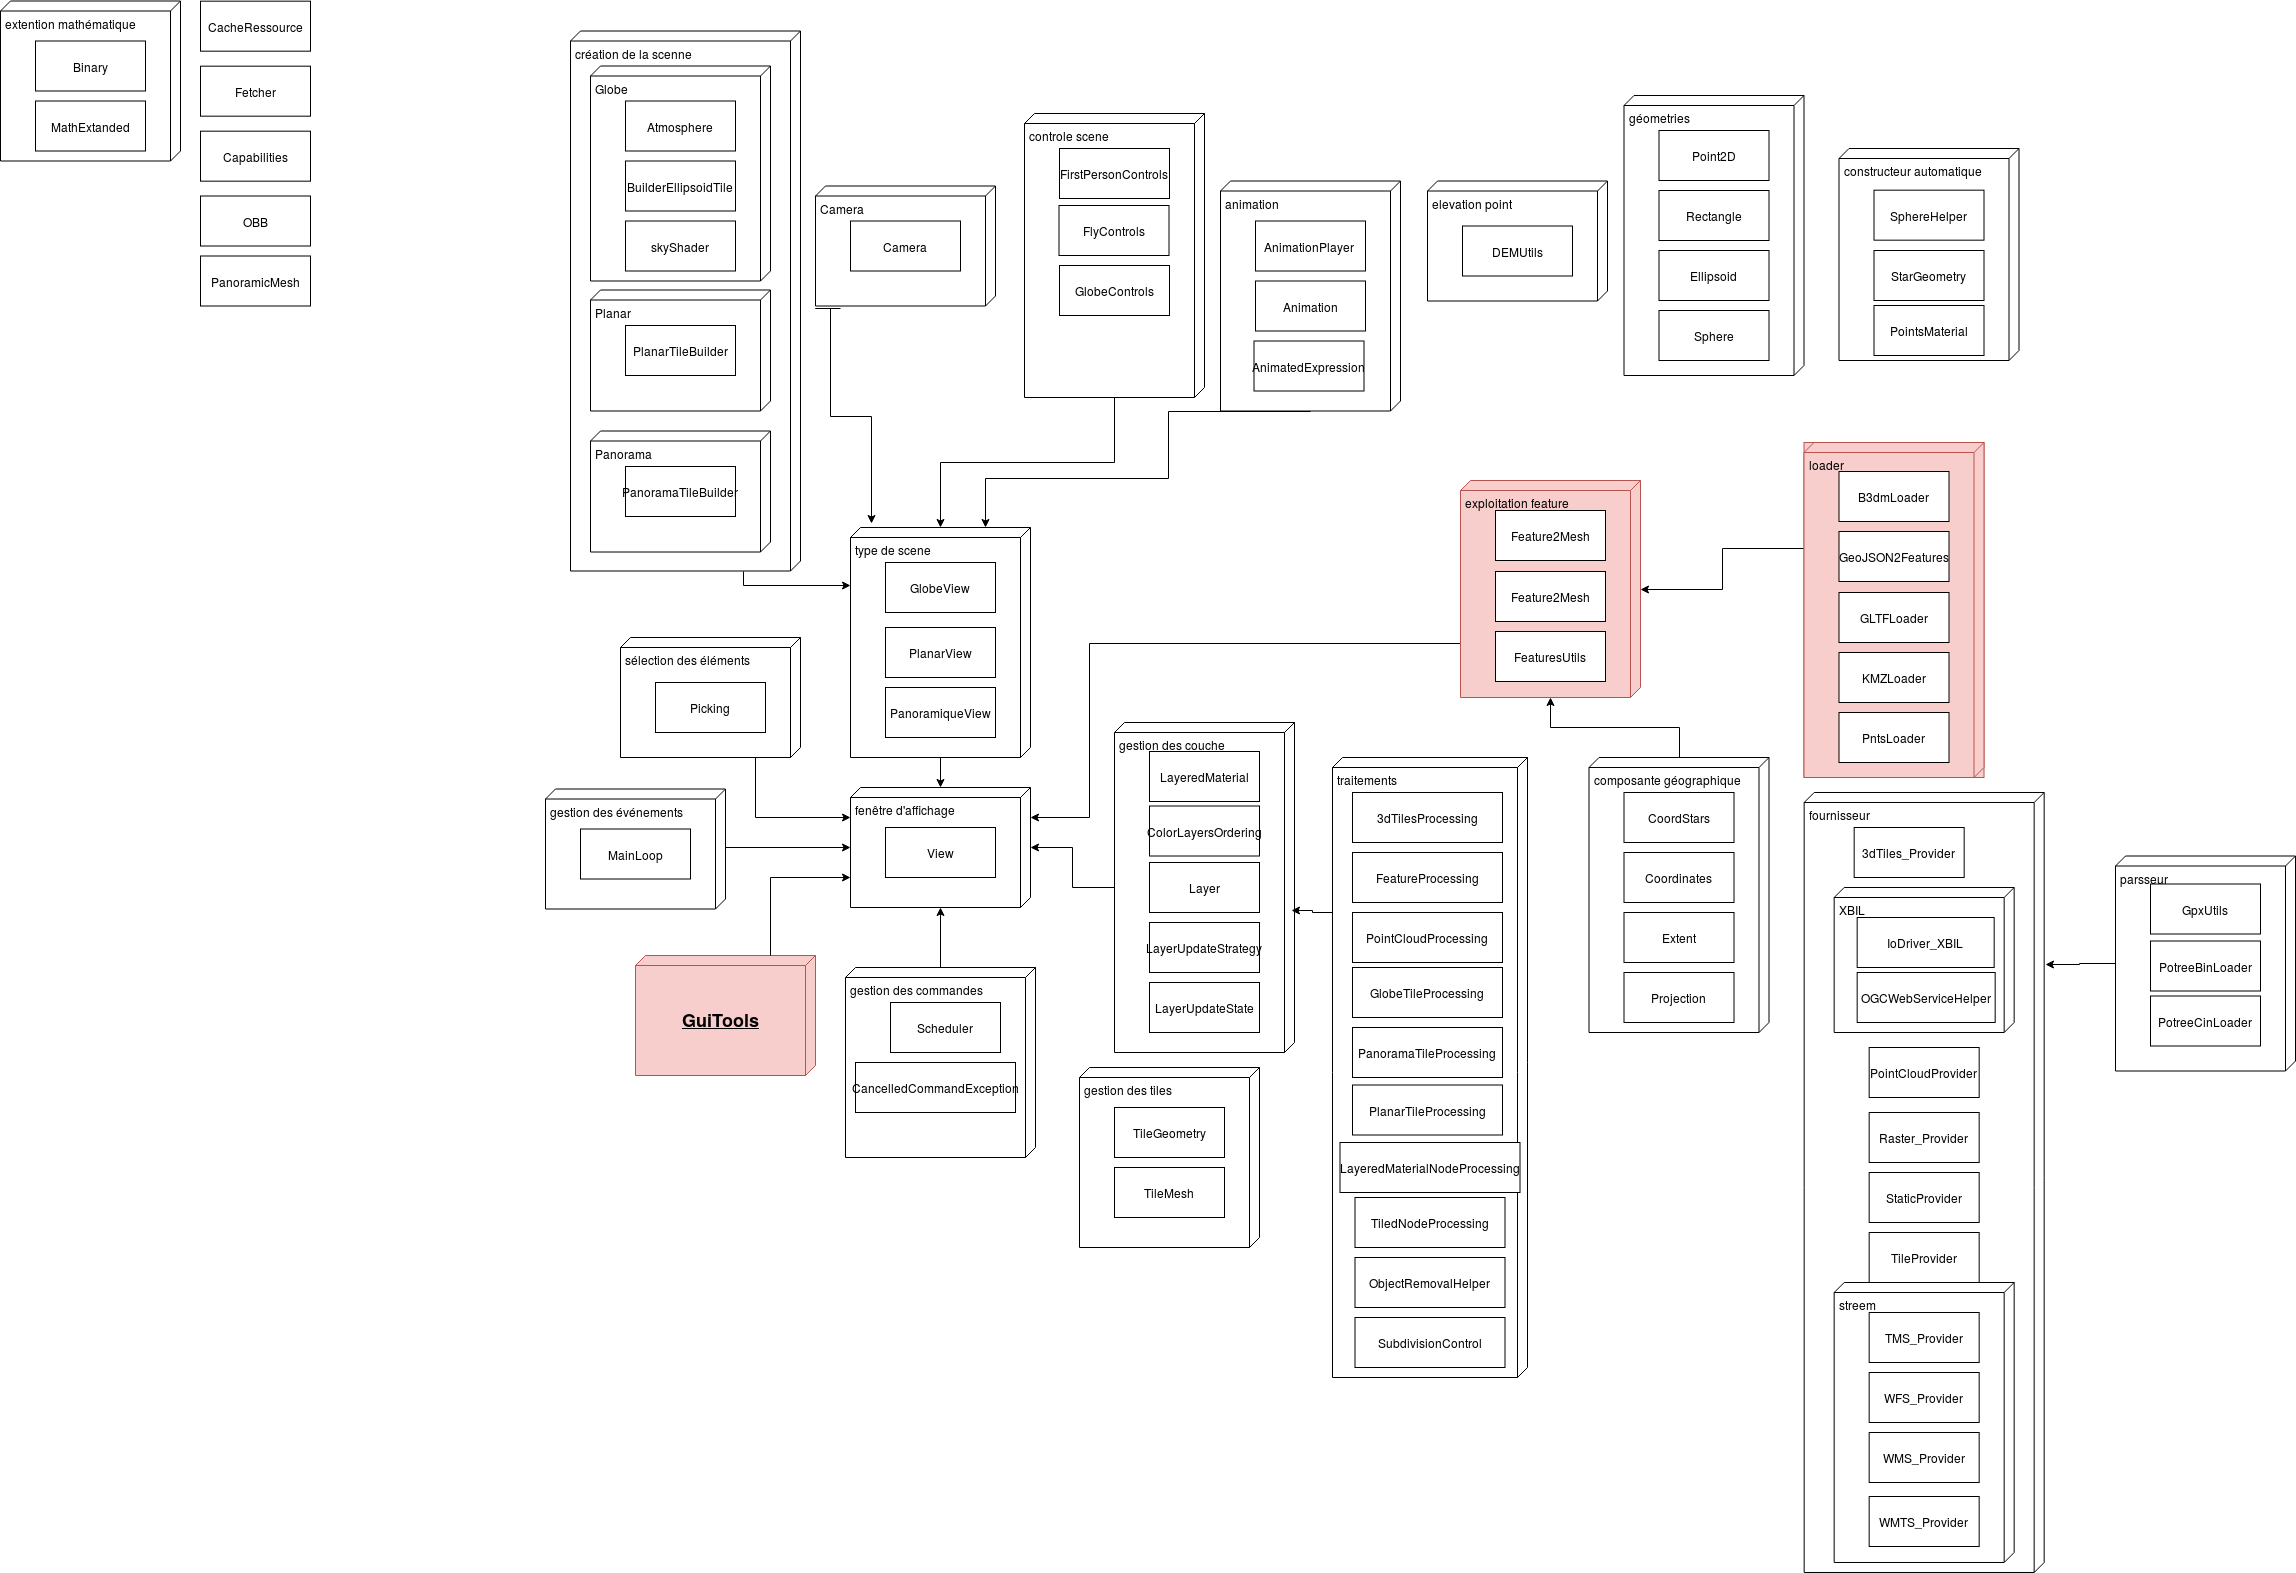 extention mathématique
Binary
MathExtanded
CacheRessource
Fetcher
Capabilities
OBB
PanoramicMesh
création de la scenne
Globe
Atmosphere
BuilderEllipsoidTile
skyShader
Planar
PlanarTileBuilder
Panorama
PanoramaTileBuilder
Camera
Camera
controle scene
FirstPersonControls
FlyControls
GlobeControls
animation
AnimationPlayer
Animation
AnimatedExpression
elevation point
DEMUtils
géometries
Point2D
Rectangle
Ellipsoid
Sphere
constructeur automatique
SphereHelper
StarGeometry
PointsMaterial
type de scene
GlobeView
PlanarView
PanoramiqueView
exploitation feature
Feature2Mesh
Feature2Mesh
FeaturesUtils
loader
B3dmLoader
GeoJSON2Features
GLTFLoader
KMZLoader
PntsLoader
sélection des éléments
Picking
gestion des événements
MainLoop
fenêtre d'affichage
View
GuiTools
gestion des commandes
Scheduler
CancelledCommandException
gestion des couche
LayeredMaterial
ColorLayersOrdering
Layer
LayerUpdateStrategy
LayerUpdateState
gestion des tiles
TileGeometry
TileMesh
traitements
3dTilesProcessing
FeatureProcessing
PointCloudProcessing
GlobeTileProcessing
PanoramaTileProcessing
PlanarTileProcessing
LayeredMaterialNodeProcessing
TiledNodeProcessing
ObjectRemovalHelper
SubdivisionControl
composante géographique
CoordStars
Coordinates
Extent
Projection
fournisseur
3dTiles_Provider
XBIL
IoDriver_XBIL
OGCWebServiceHelper
PointCloudProvider
Raster_Provider
StaticProvider
TileProvider
streem
TMS_Provider
WFS_Provider
WMS_Provider
WMTS_Provider
parsseur
GpxUtils
PotreeBinLoader
PotreeCinLoader